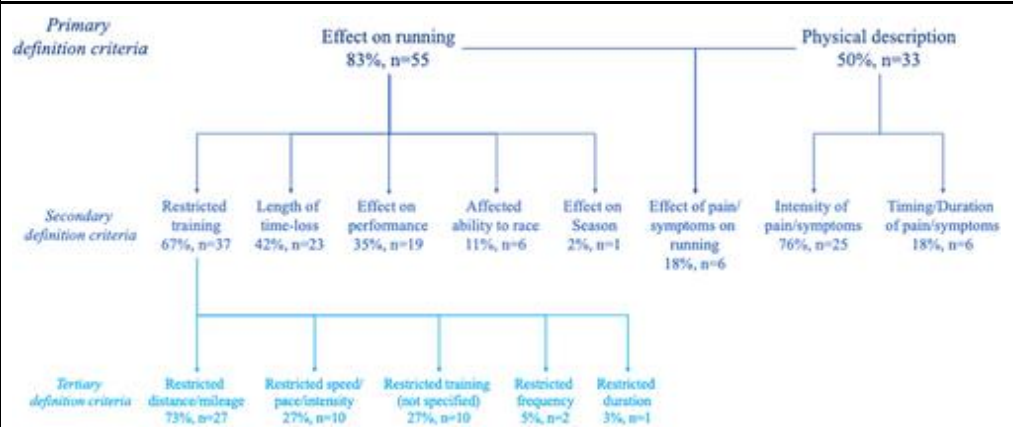 Primary
definition criteria
Effect on running
83%, n=55
Physical description
50%, n=33
Secondary
definition criteria
Restricted
training
67%, n=37
Length of
time-loss
42%, n=23
Effect on
performance
35%, n=19
Affected
ability to race
11%, n=6
Effect on
Season
2%, n=1
Effect of pain/
symptoms on
running
18%, n=6
Intensity of
pain/symptoms
76%, n=25
Timing/Duration
of pain/symptoms
18%, n=6
Tertiary
definition criteria
Restricted
distance/mileage
73%, n=27
Restricted speed/
pace/intensity
27%, n=10
Restricted training
(not specified)
27%, n=10
Restricted
frequency
5%, n=2
Restricted
duration
3%, n=1